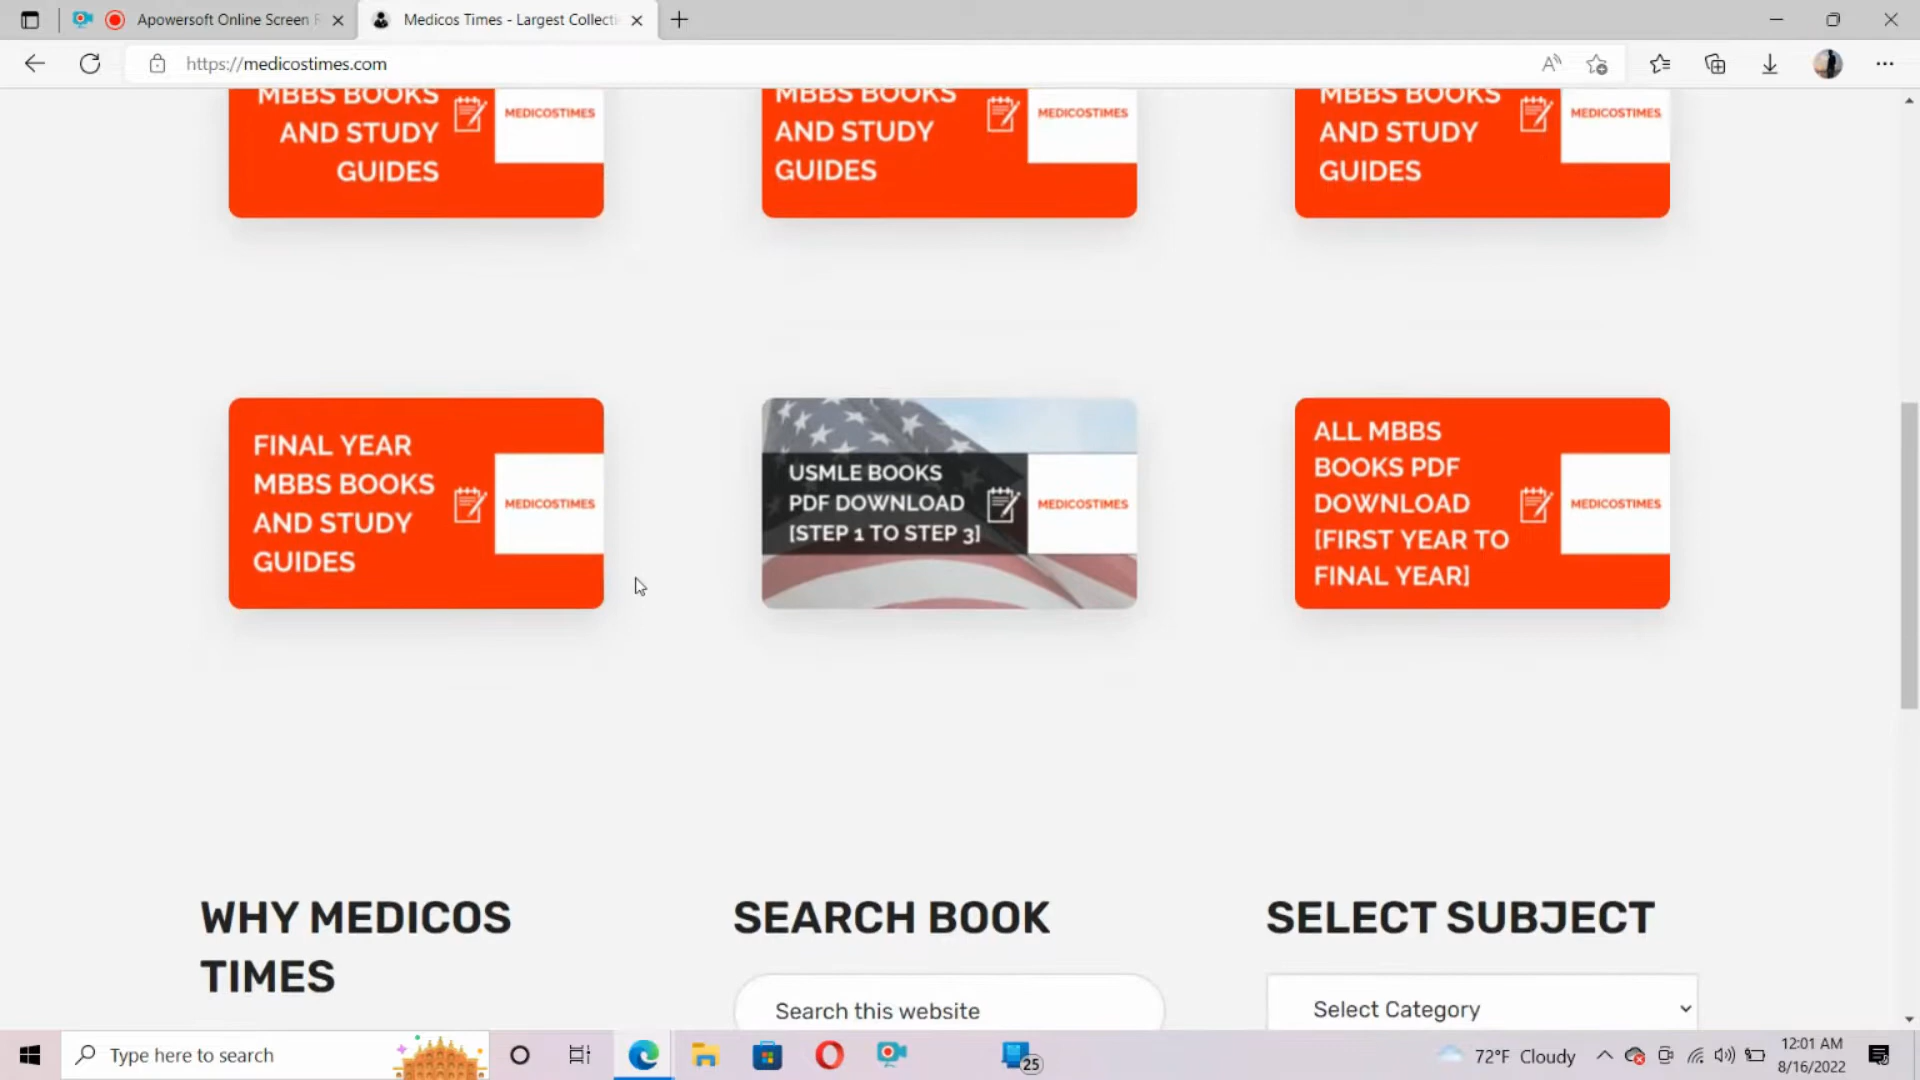 Apowersoft Online Screen R
Medicos Times - Largest Collecti
https://medicostimes.com
MBBS BOOKS
AND STUDY
GUIDES
MEDICOSTIMES
MBBS BOOKS
AND STUDY
GUIDES
MEDICOSTIMES
MBBS BOOKS
AND STUDY
GUIDES
MEDICOSTIMES
FINAL YEAR
MBBS BOOKS
AND STUDY
GUIDES
MEDICOSTIMES
USMLE BOOKS
PDF DOWNLOAD
[STEP 1 TO STEP 3]
MEDICOSTIMES
ALL MBBS
BOOKS PDF
DOWNLOAD
[FIRST YEAR TO
FINAL YEAR]
MEDICOSTIMES
WHY MEDICOS
TIMES
SEARCH BOOK
Search this website
SELECT SUBJECT
Select Category
Type here to search
25
72°F Cloudy
12:01 AM
8/16/2022